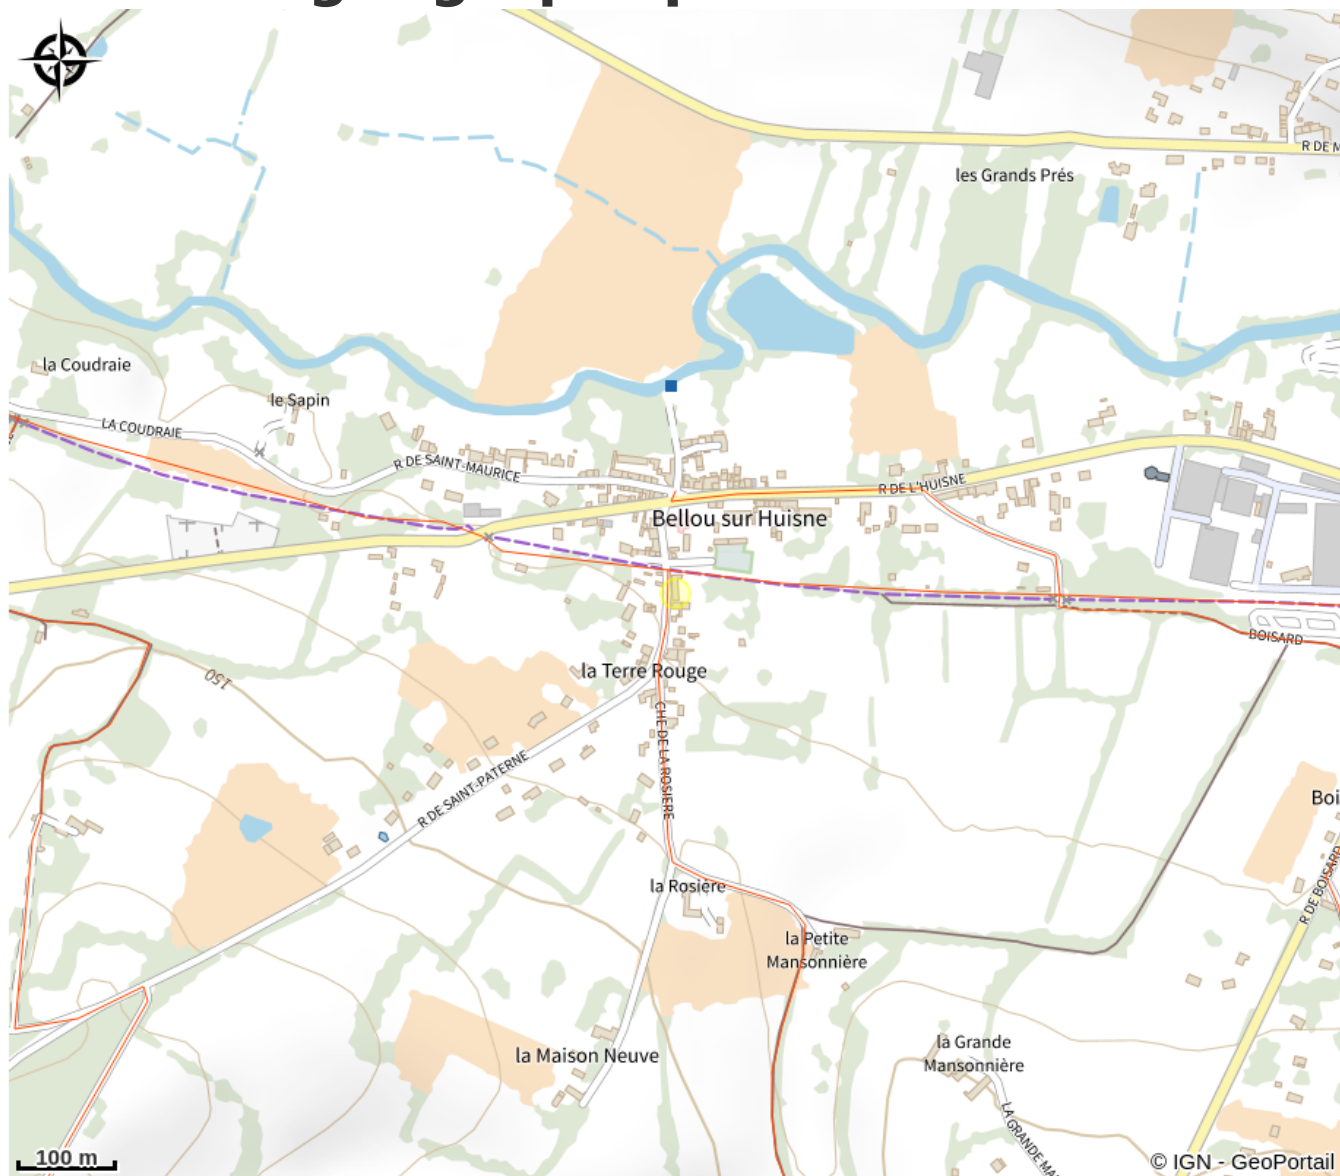 R DE M
les Grands Prés
la Coudraie
le Sapin
LA COUDRAIE
R DE SAINT-MAURICE
R DE L'HUISNE
Bellou sur Huisne
BOISARD
la Terre Rouge
150
CHE DE LA ROSIERE
R DE SAINT-PATERNE
Boi
R DE BOISARD
la Rosière
la Petite
Mansonnière
la Grande
Mansonnière
la Maison Neuve
LA GRANDE MA
100 m
© IGN - GeoPortail